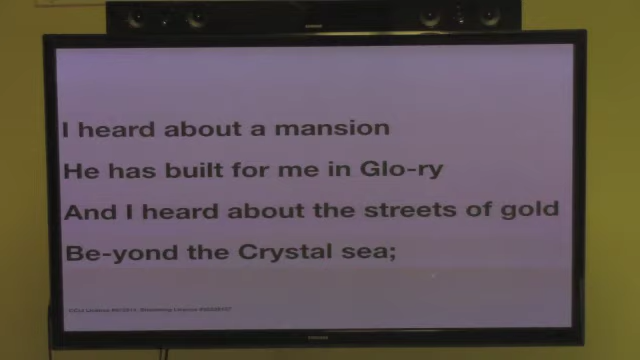 I heard about a mansion
He has built for me in Glo-ry
And I heard about the streets of gold
Be-yond the Crystal sea;